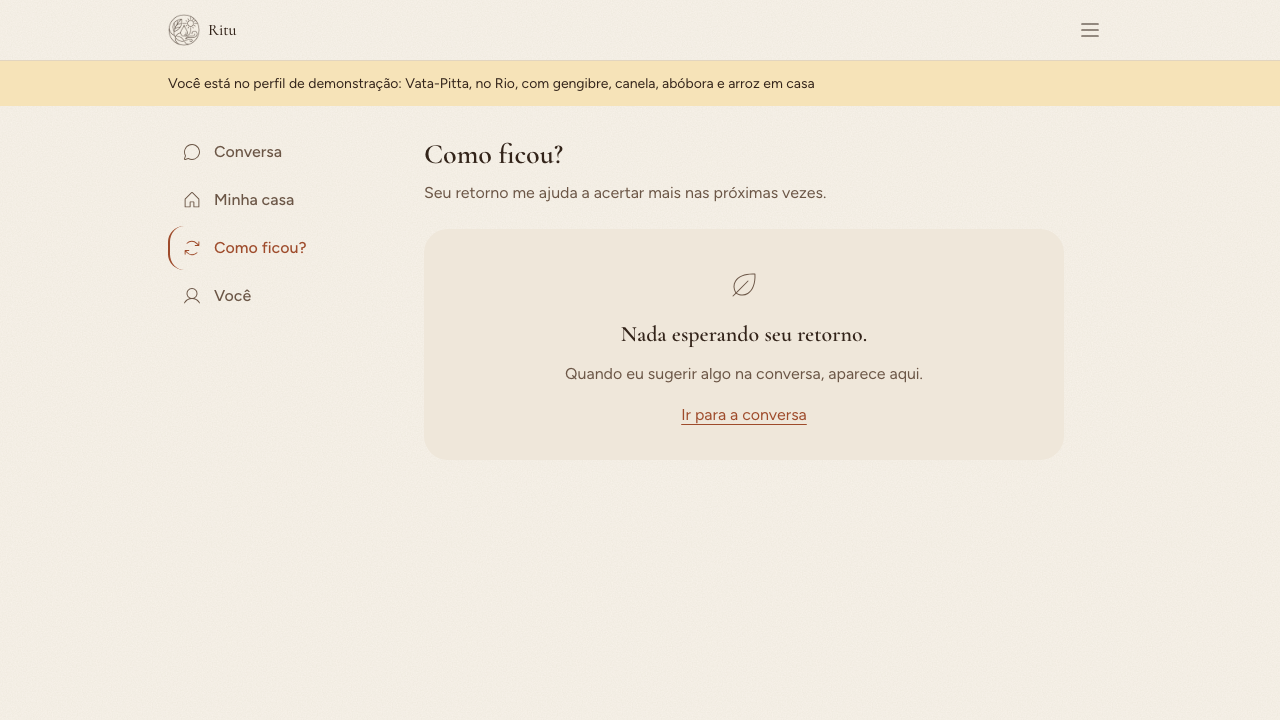 Ritu
Você está no perfil de demonstração: Vata-Pitta, no Rio, com gengibre, canela, abóbora e arroz em casa
Conversa
Minha casa
Como ficou?
Você
Como ficou?
Seu retorno me ajuda a acertar mais nas próximas vezes.
Nada esperando seu retorno.
Quando eu sugerir algo na conversa, aparece aqui.
Ir para a conversa